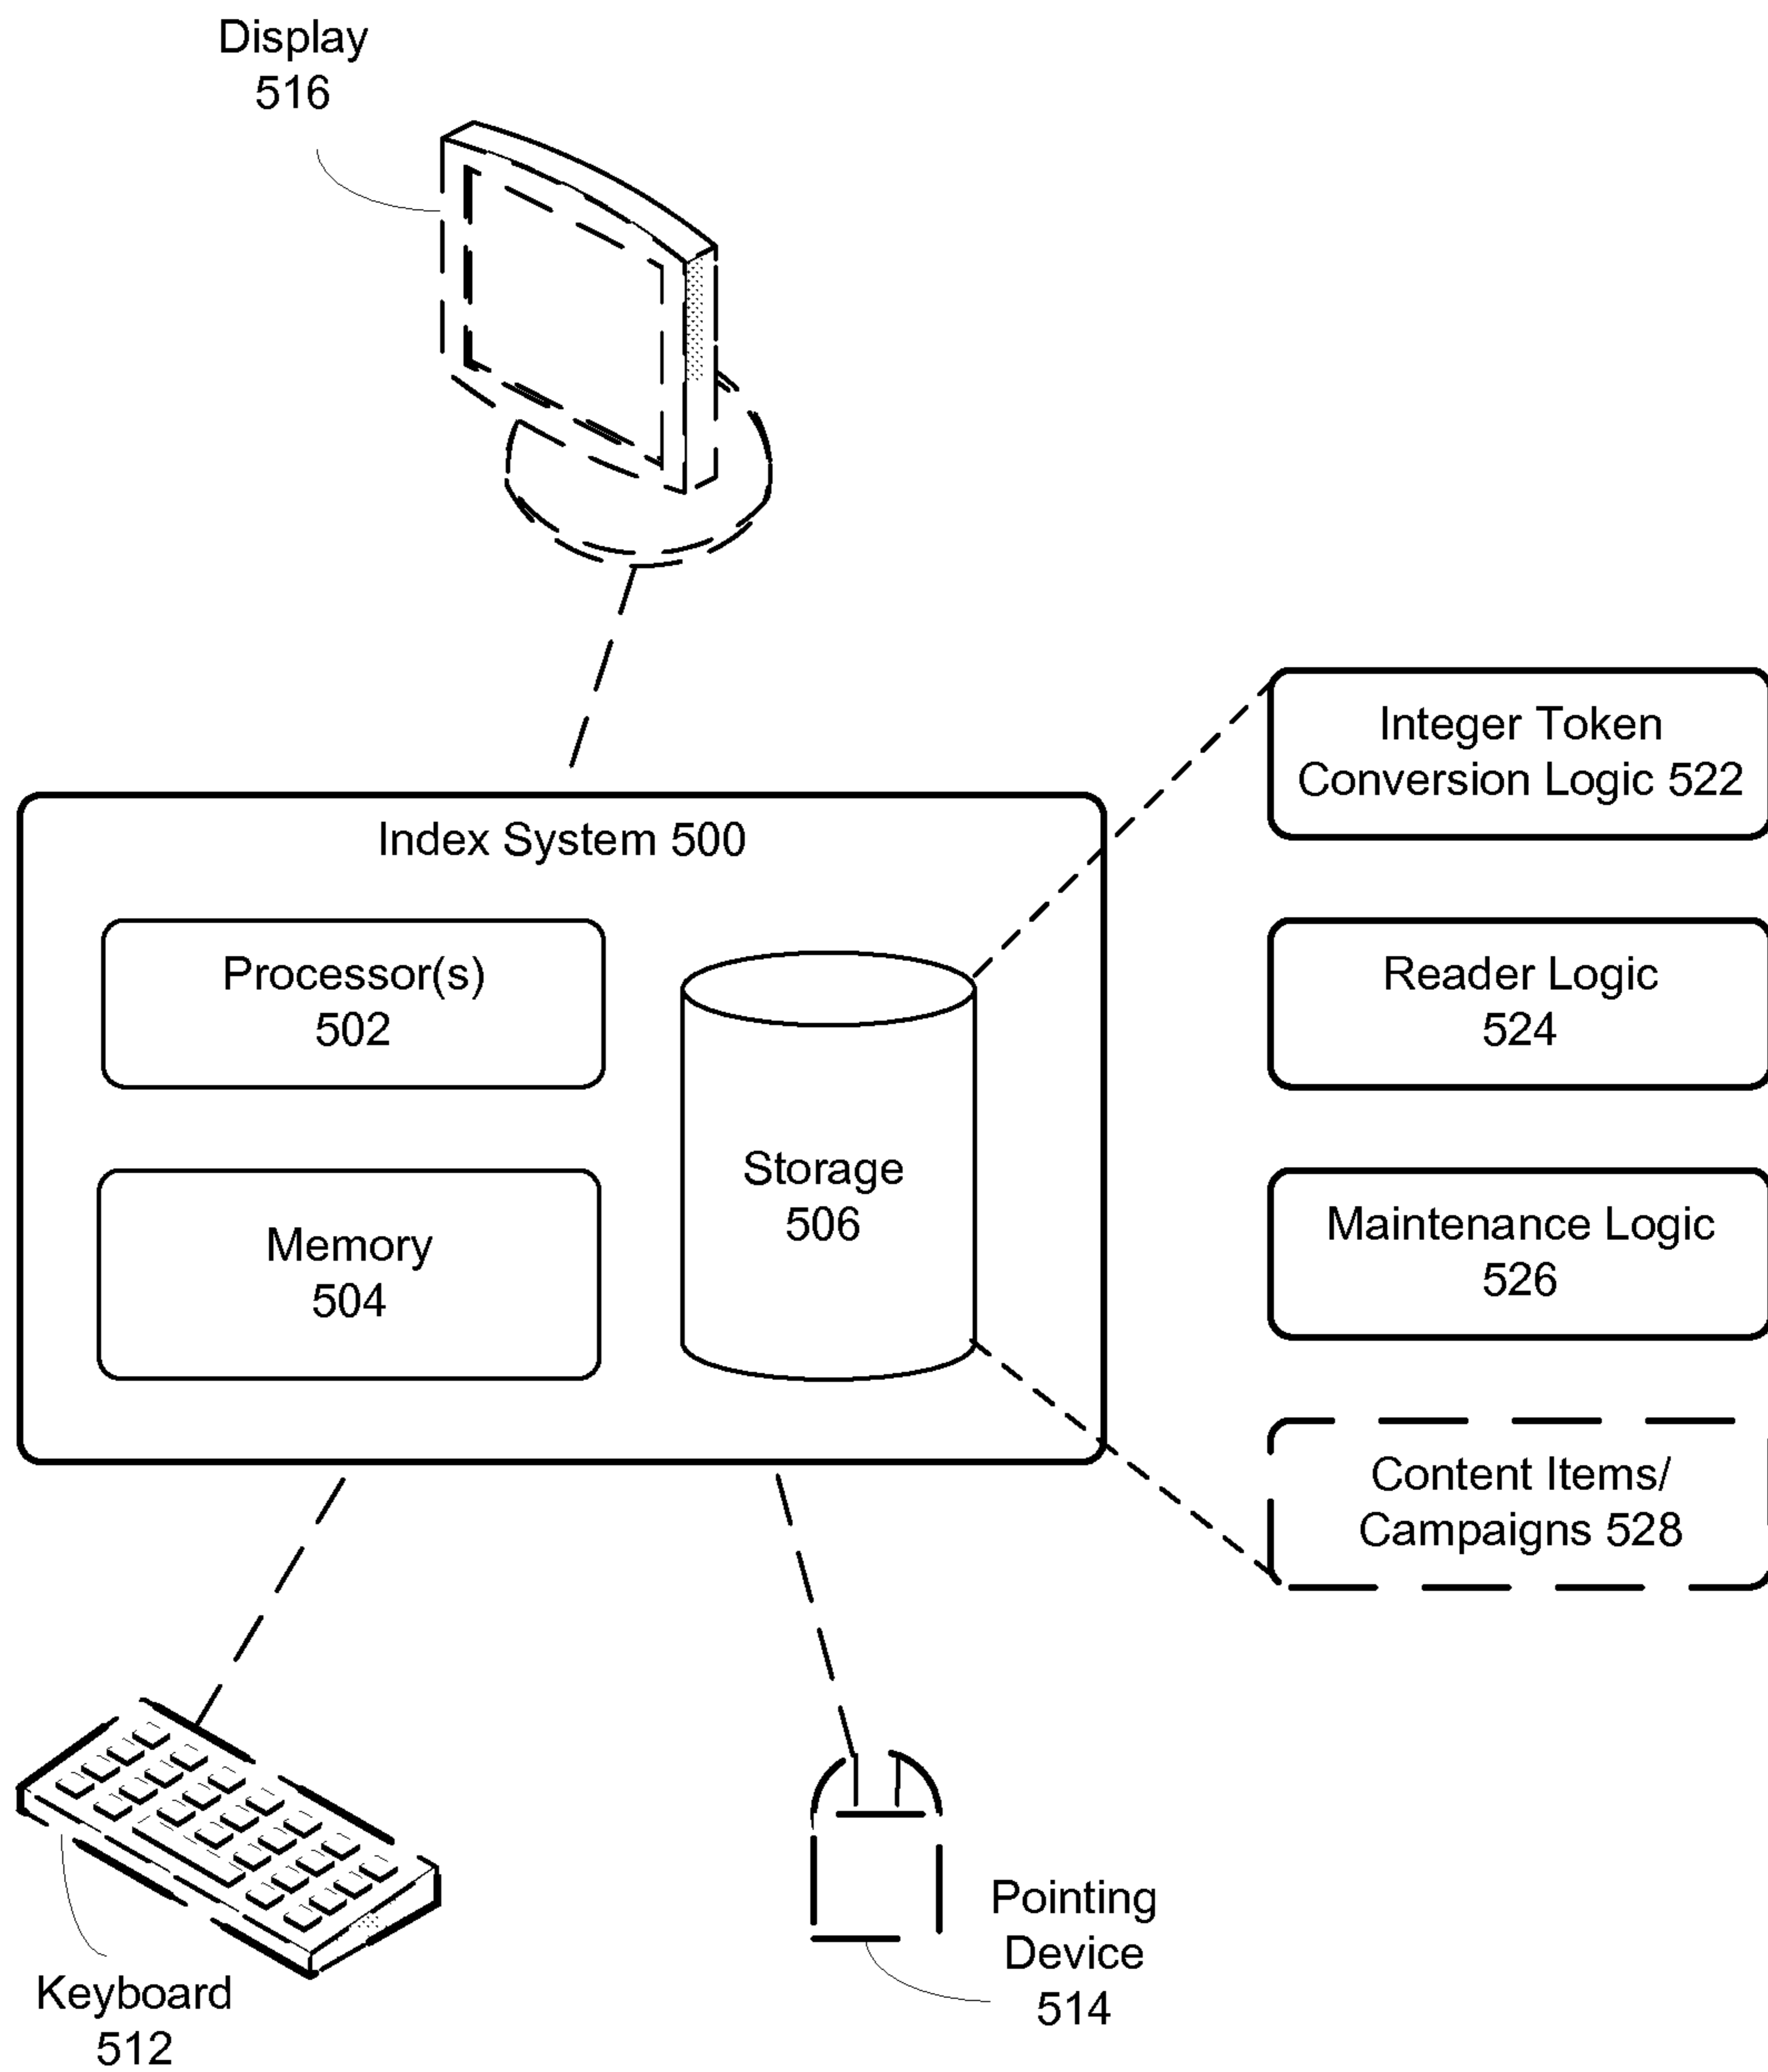 Display
516
Integer Token
Conversion Logic 522
Index System 500
Processor(s)
502
Reader Logic
524
Storage
506
Memory
504
Maintenance Logic
526
Content Items/
Campaigns 528
Pointing
Device
514
Keyboard
512